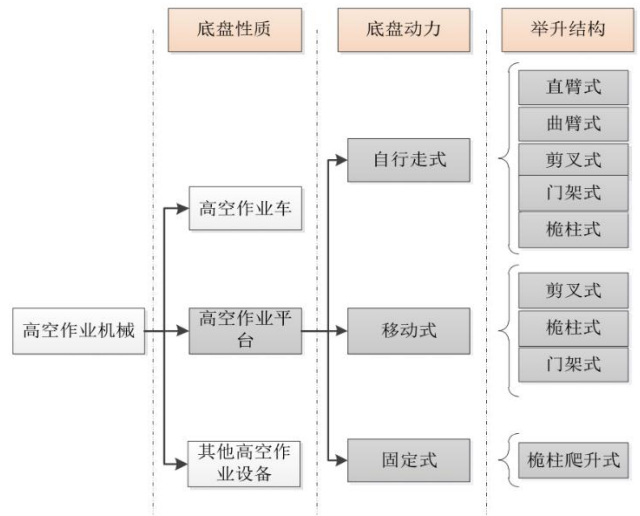 底盘性质
底盘动力
举升结构
直臂式
曲臂式
自行走式
剪叉式
门架式
高空作业车
桅柱式
剪叉式
高空作业机械
高空作业平
台
移动式
桅柱式
门架式
其他高空作
业设备
固定式
桅柱爬升式